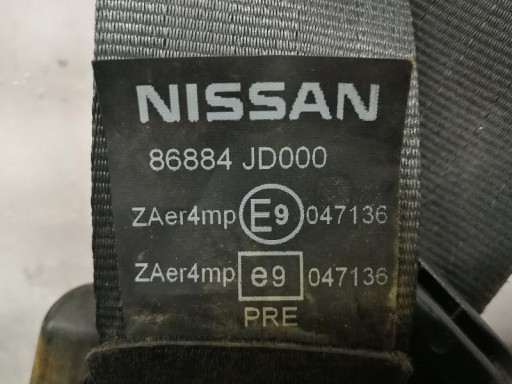 NISSAN
86884 JD000
ZAer4mp E9 047136
ZAer4mp e9 047136
PRE